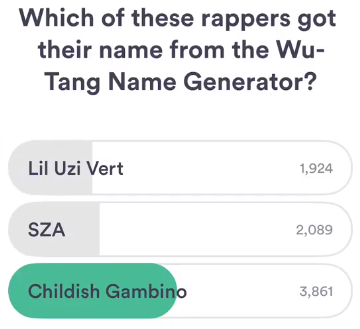 Which of these rappers got
their name from the Wu-
Tang Name Generator?
Lil Uzi Vert 1,924
SZA 2,089
Childish Gambino 3,861